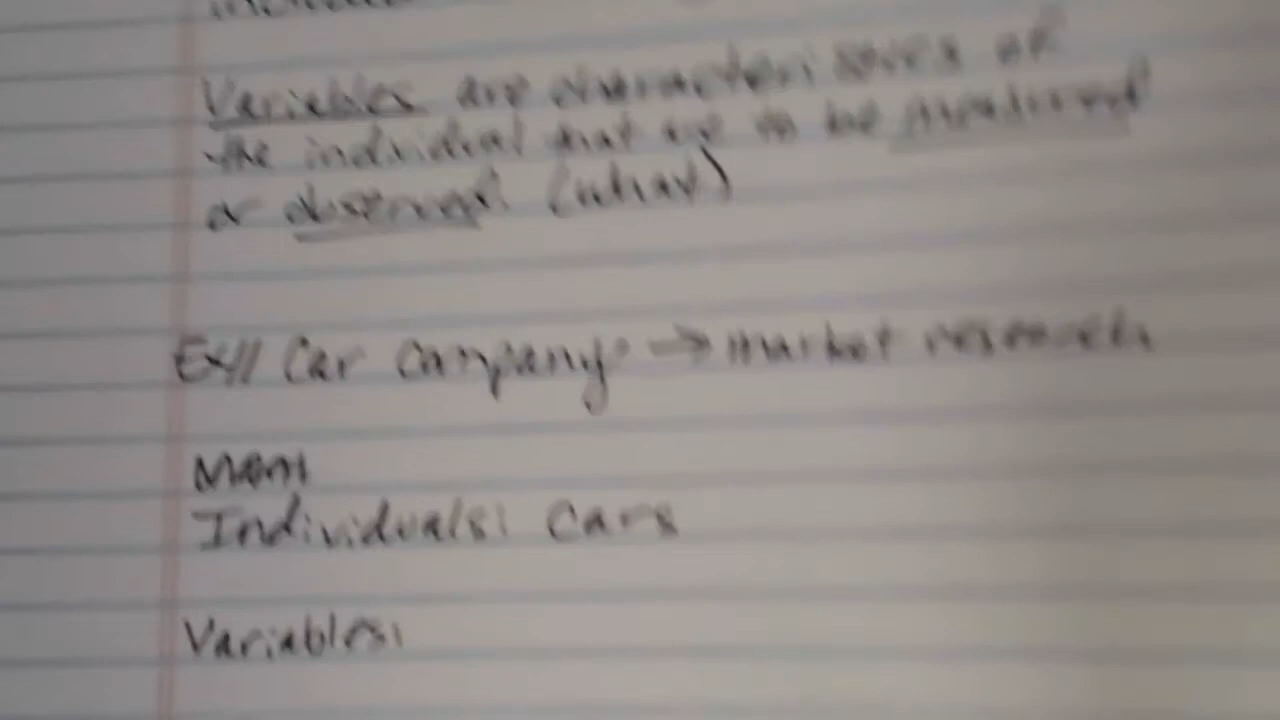 Variables are characteristics of
the individual that are to be measured
or observed (what)
Ex// Car Company → market research
Individuals: Cars
Variables: